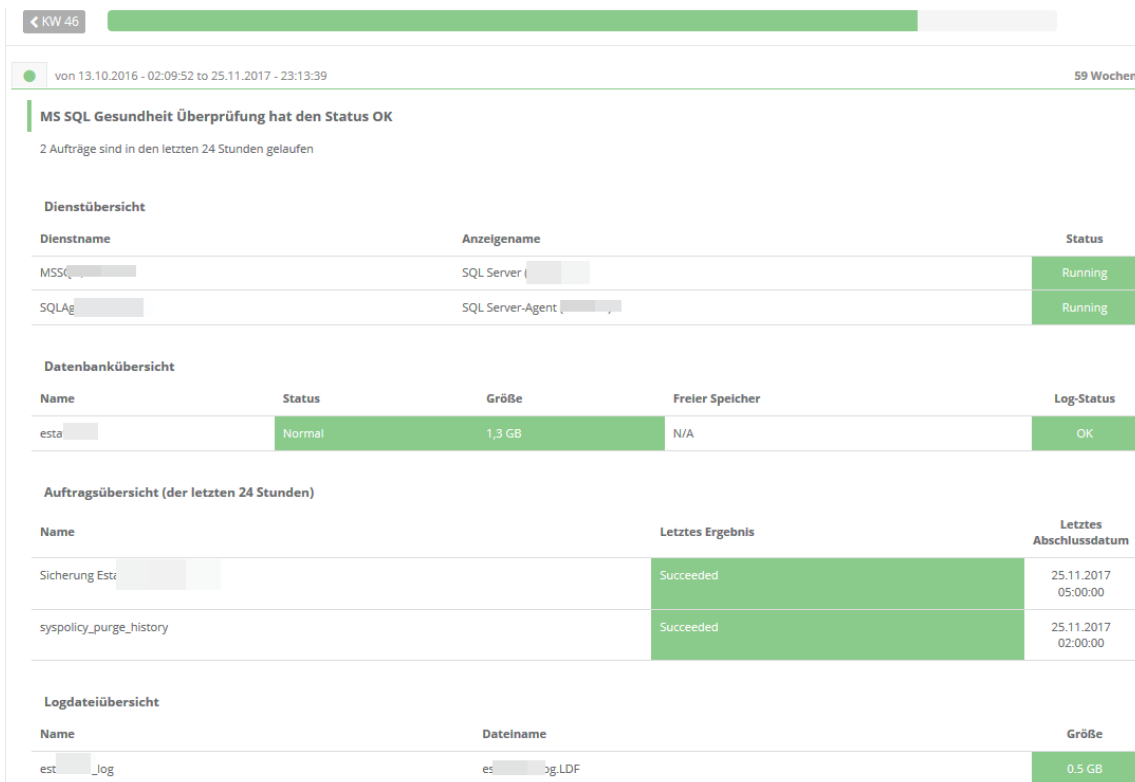 KW 46
von 13.10.2016 - 02:09:52 to 25.11.2017 - 23:13:39 59 Wochen
MS SQL Gesundheit Überprüfung hat den Status OK
2 Aufträge sind in den letzten 24 Stunden gelaufen
Dienstübersicht
Dienstname Anzeigename Status
SQL Server ( Running
SQL Server-Agent Running
Datenbankübersicht
Name Status Größe Freier Speicher Log-Status
Normal 1,3 GB N/A OK
Auftragsübersicht (der letzten 24 Stunden)
Name Letztes Ergebnis Letztes Abschlussdatum
Sicherung Succeeded 25.11.2017 05:00:00
syspolicy_purge_history Succeeded 25.11.2017 02:00:00
Logdateiübersicht
Name Dateiname Größe
est _log es og.LDF 0.5 GB